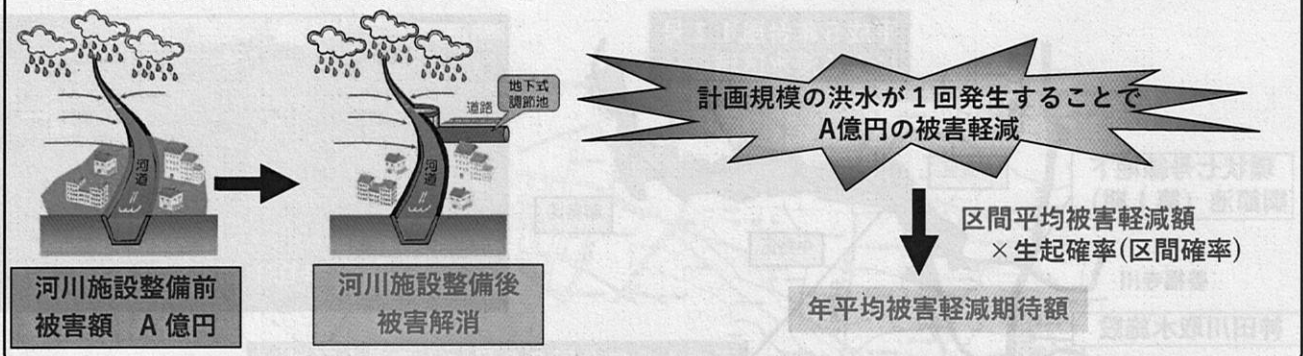 地下式
調節池
道路
河道
河道
河川施設整備前
被害額 A 億円
河川施設整備後
被害解消
計画規模の洪水が1回発生することで
A億円の被害軽減
区間平均被害軽減額
×生起確率(区間確率)
年平均被害軽減期待額